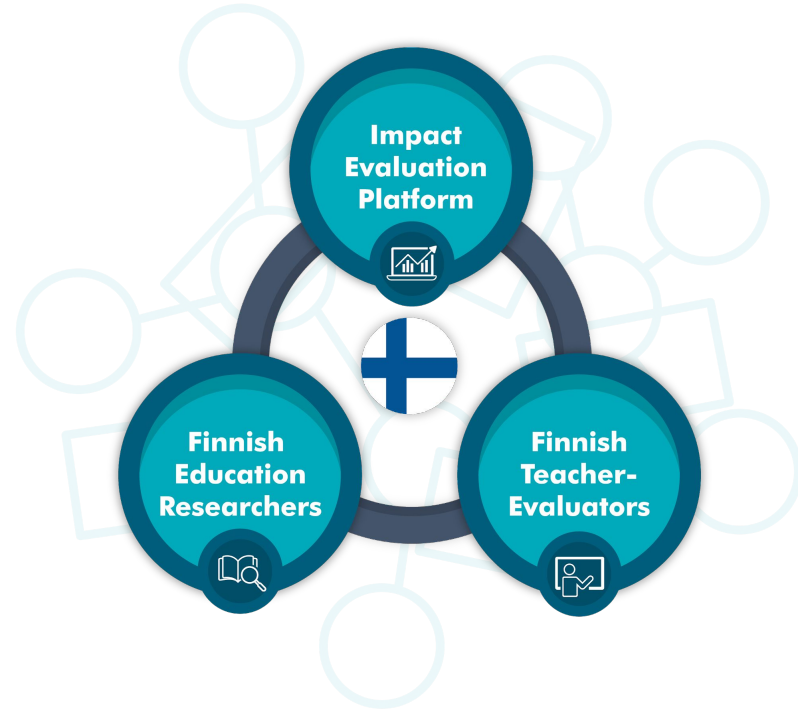 Impact
Evaluation
Platform
Finnish
Education
Researchers
Finnish
Teacher-
Evaluators